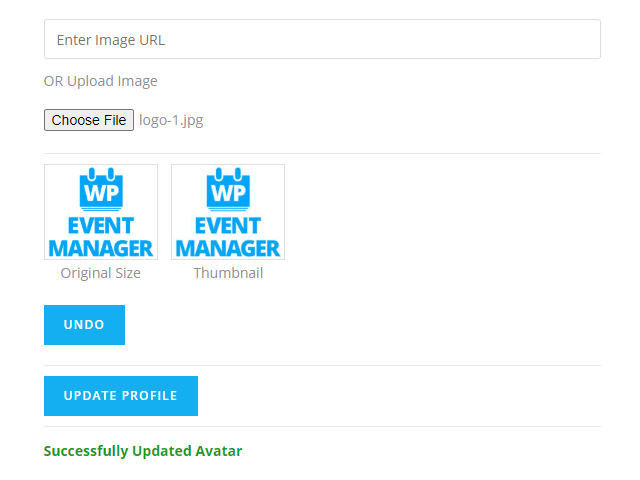 Enter Image URL
OR Upload Image
Choose File logo-1.jpg
WP
EVENT
MANAGER
Original Size
WP
EVENT
MANAGER
Thumbnail
UNDO
UPDATE PROFILE
Successfully Updated Avatar